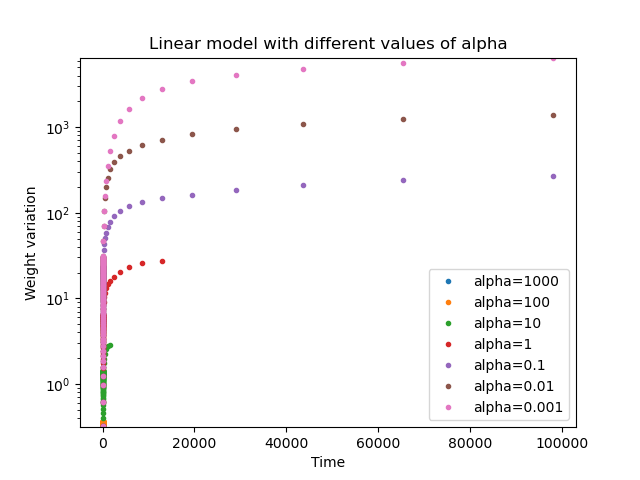 Linear model with different values of alpha
Weight variation
10³
10²
10¹
10⁰
alpha=1000
alpha=100
alpha=10
alpha=1
alpha=0.1
alpha=0.01
alpha=0.001
0 20000 40000 60000 80000 100000
Time